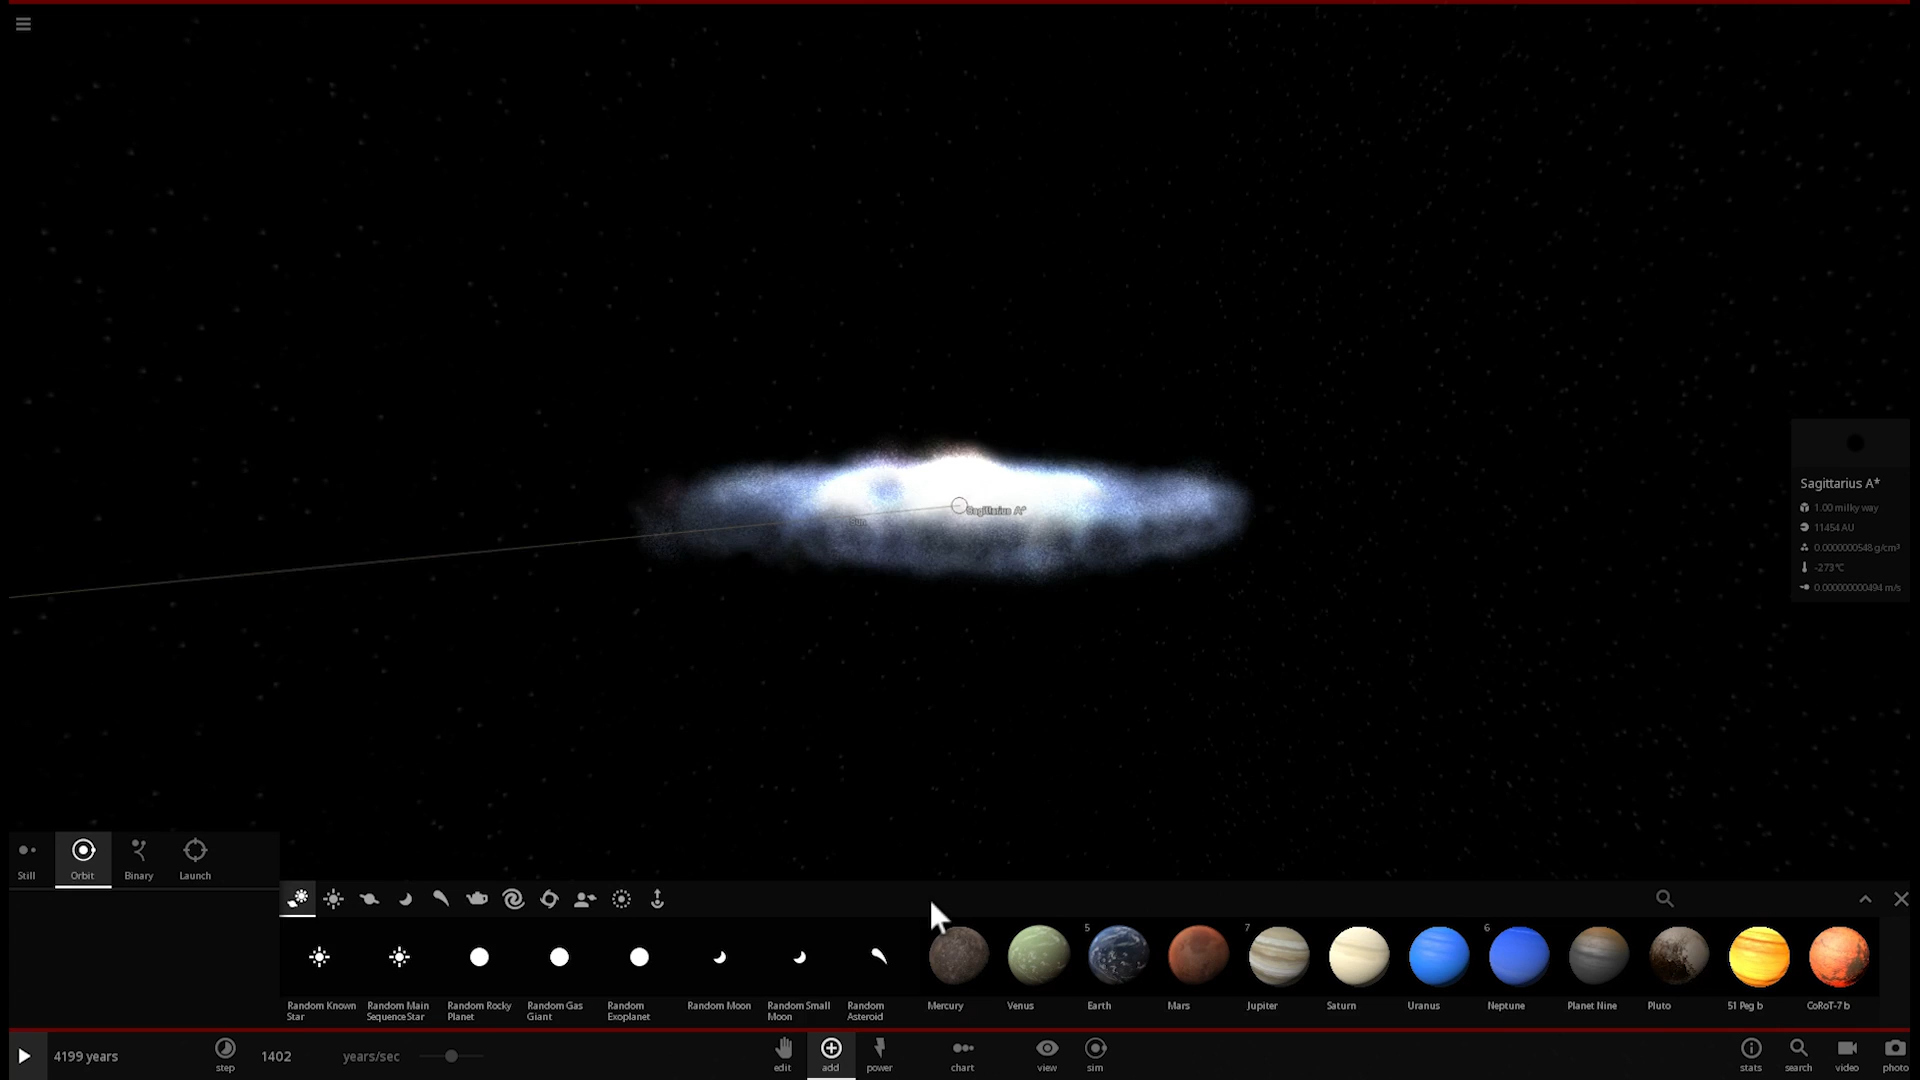 Sun
Sagittarius A*
Sagittarius A*
1.00 milky way
11454 AU
0.0000000548 g/cm³
-273°C
0.000000000494 m/s
Still
Orbit
Binary
Launch
5
7
6
Random Known
Star
Random Main
Sequence Star
Random Rocky
Planet
Random Gas
Giant
Random
Exoplanet
Random Moon
Random Small
Moon
Random
Asteroid
Mercury
Venus
Earth
Mars
Jupiter
Saturn
Uranus
Neptune
Planet Nine
Pluto
51 Peg b
CoRoT-7 b
4199 years
step
1402
years/sec
edit
add
power
chart
view
sim
stats
search
video
photo